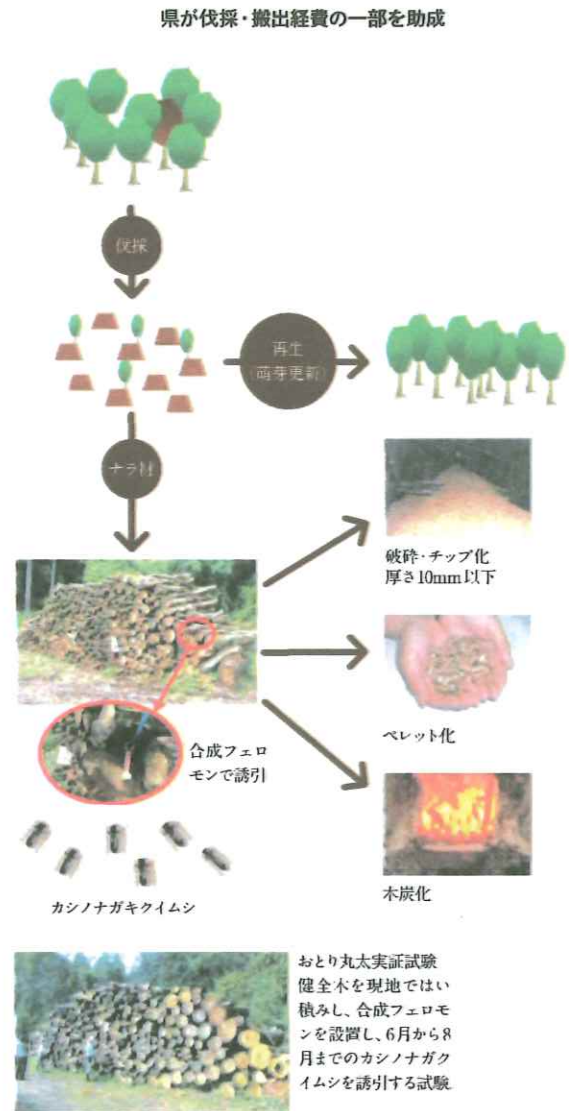 県が伐採・搬出経費の一部を助成
伐採
再生
(萌芽更新)
ナラ材
破砕・チップ化
厚さ10mm以下
合成フェロ
モンで誘引
ペレット化
カシノナガキクイムシ
木炭化
おとり丸太実証試験
健全木を現地ではい
積みし、合成フェロモ
ンを設置し、6月から8
月までのカシノナガク
イムシを誘引する試験